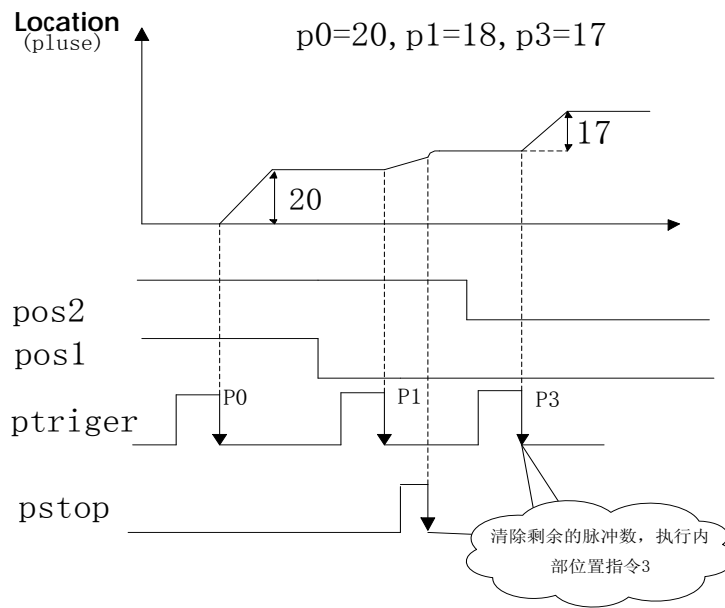 Location
(pluse)
p0=20, p1=18, p3=17
17
20
pos2
pos1
P0
P1
P3
ptriger
pstop
清除剩余的脉冲数，执行内
部位置指令3